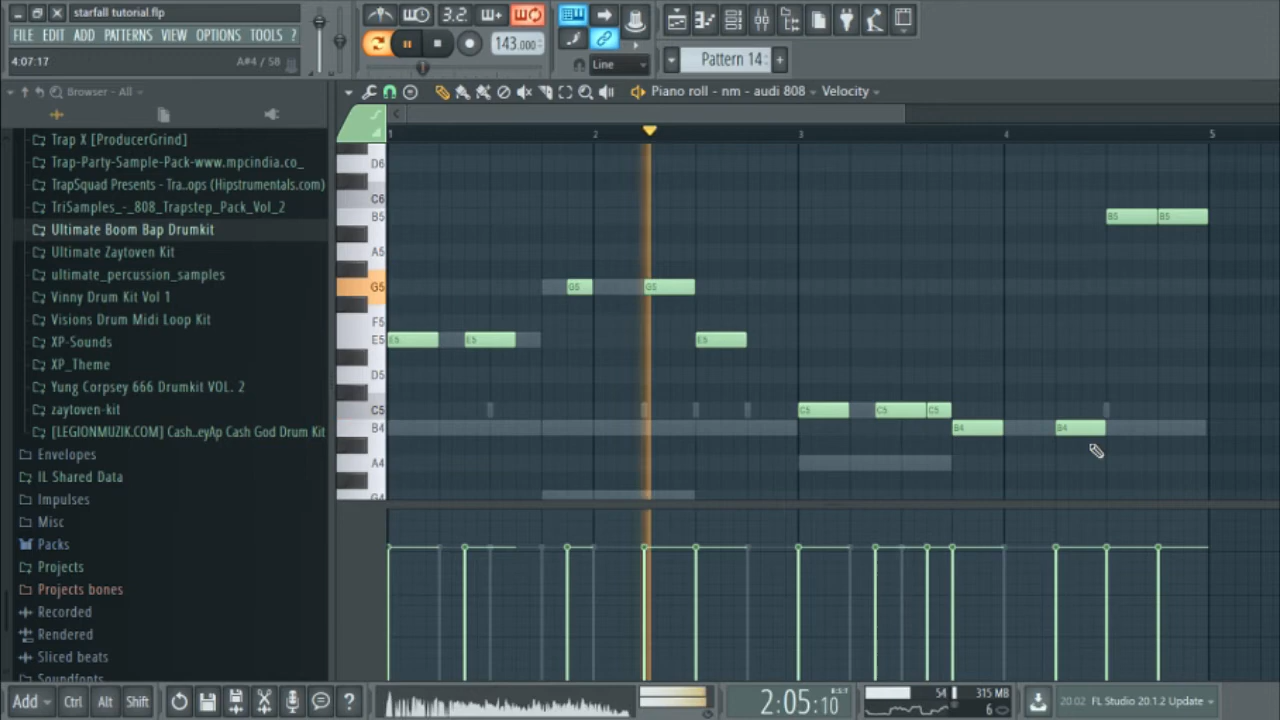 starfall tutorial.flp
FILE EDIT ADD PATTERNS VIEW OPTIONS TOOLS ?
4:07:17 A#4 / 58
3.2
143.000
Line
Pattern 14
Browser - All
Piano roll - nm - audi 808 Velocity
Trap X [ProducerGrind]
Trap-Party-Sample-Pack-www.mpcindia.co_
TrapSquad Presents - Tra..ops (Hipstrumentals.com)
TriSamples_-_808_Trapstep_Pack_Vol_2
Ultimate Boom Bap Drumkit
Ultimate Zaytoven Kit
ultimate_percussion_samples
Vinny Drum Kit Vol 1
Visions Drum Midi Loop Kit
XP-Sounds
XP_Theme
Yung Corpsey 666 Drumkit VOL. 2
zaytoven-kit
[LEGIONMUZIK.COM] Cash..eyAp Cash God Drum Kit
Envelopes
IL Shared Data
Impulses
Misc
Packs
Projects
Projects bones
Recorded
Rendered
Sliced beats
Soundfonts
1 2 3 4 5
D6
C6
B5 B5 B5
A5
G5 G5 G5
F5
E5 E5 E5 E5
D5
C5 C5 C5 C5
B4 B4 B4
A4
G4
Add Ctrl Alt Shift ?
2:05:10 B:S:T
54 315 MB
6
20.02 FL Studio 20.1.2 Update